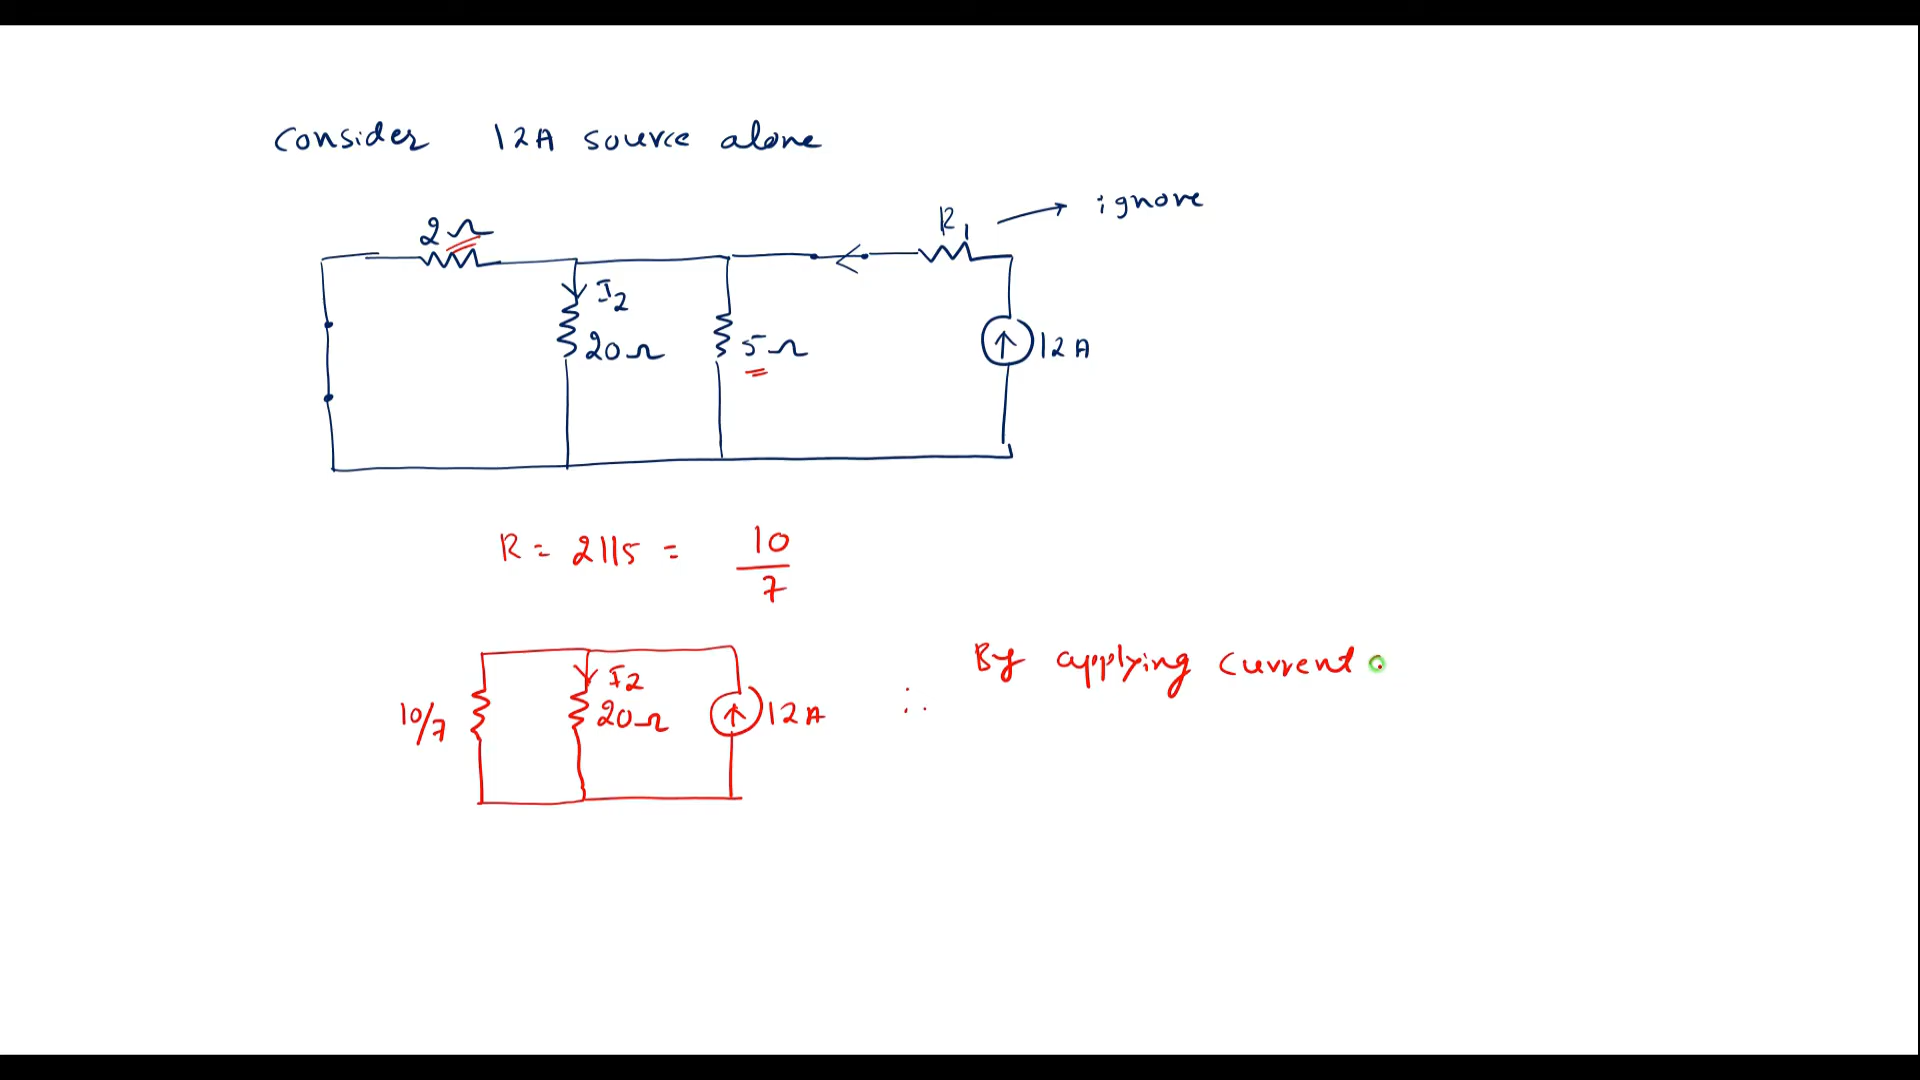 Consider 12A source alone
2Ω
R1 → ignore
I2
20Ω
5Ω
12A
R = 2||5 = 10/7
10/7
I2
20Ω
12A
∴ By applying current